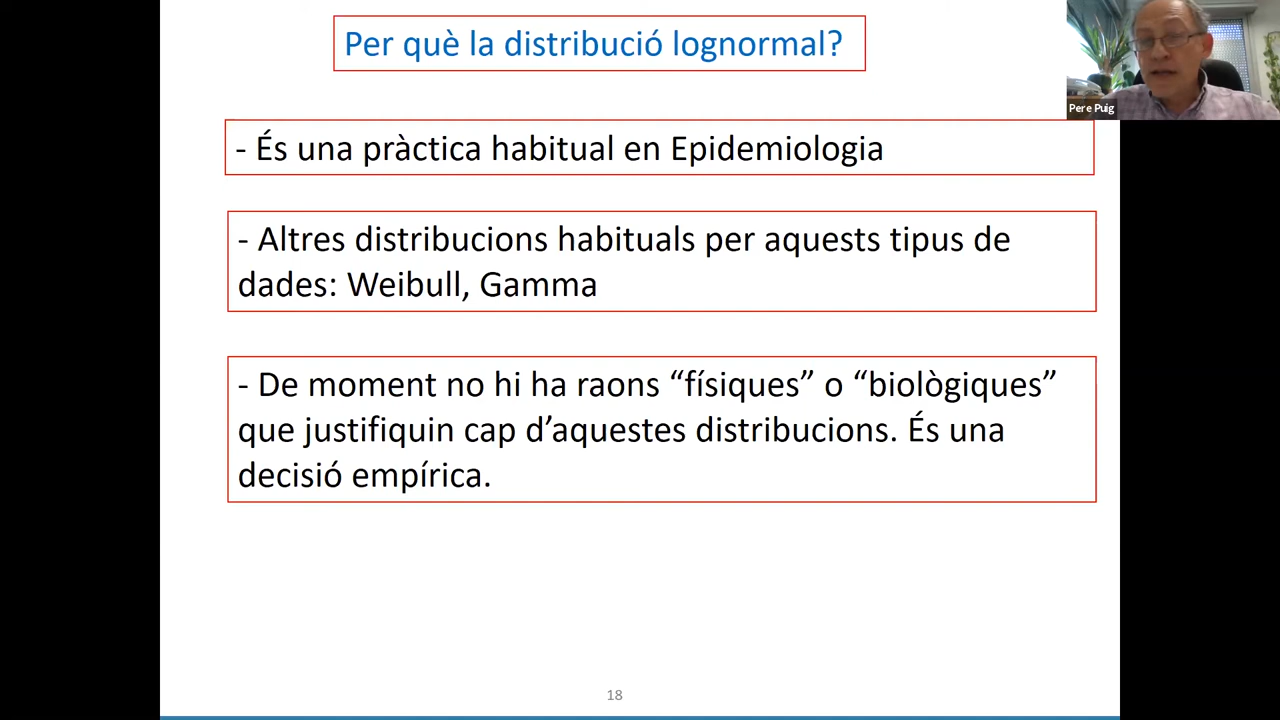 Per què la distribució lognormal?
Pere Puig
- És una pràctica habitual en Epidemiologia
- Altres distribucions habituals per aquests tipus de
dades: Weibull, Gamma
- De moment no hi ha raons “físiques” o “biològiques”
que justifiquin cap d’aquestes distribucions. És una
decisió empírica.
18